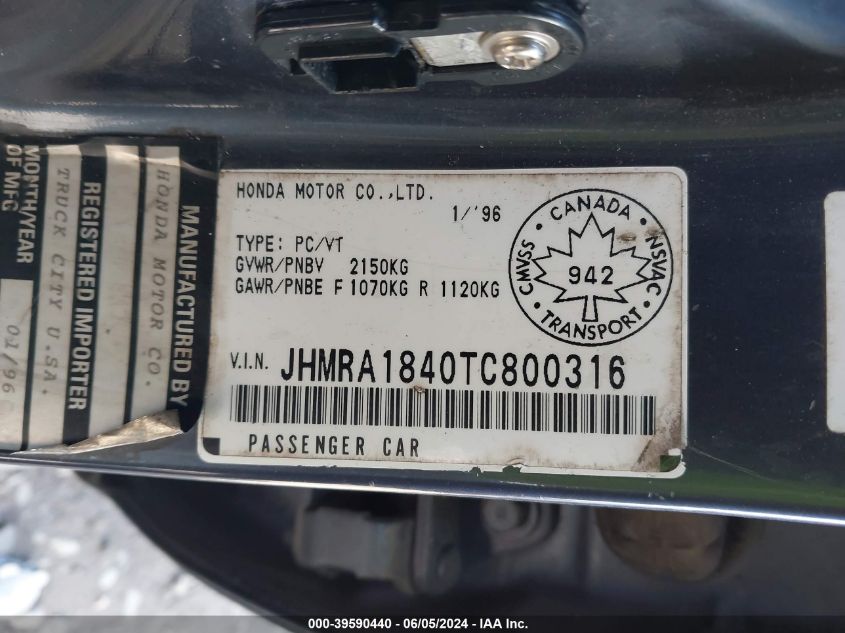 MANUFACTURED BY
HONDA MOTOR CO.
REGISTERED IMPORTER
TRUCK CITY U.SA.
MONTH/YEAR
OF MFG
01/96
HONDA MOTOR CO.,LTD.
1/'96
TYPE: PC/VT
GVWR/PNBV 2150KG
GAWR/PNBE F 1070KG R 1120KG
CANADA
CMVSS
NSVAC
942
TRANSPORT
V.I.N. JHMRA1840TC800316
PASSENGER CAR
000-39590440 - 06/05/2024 - IAA Inc.